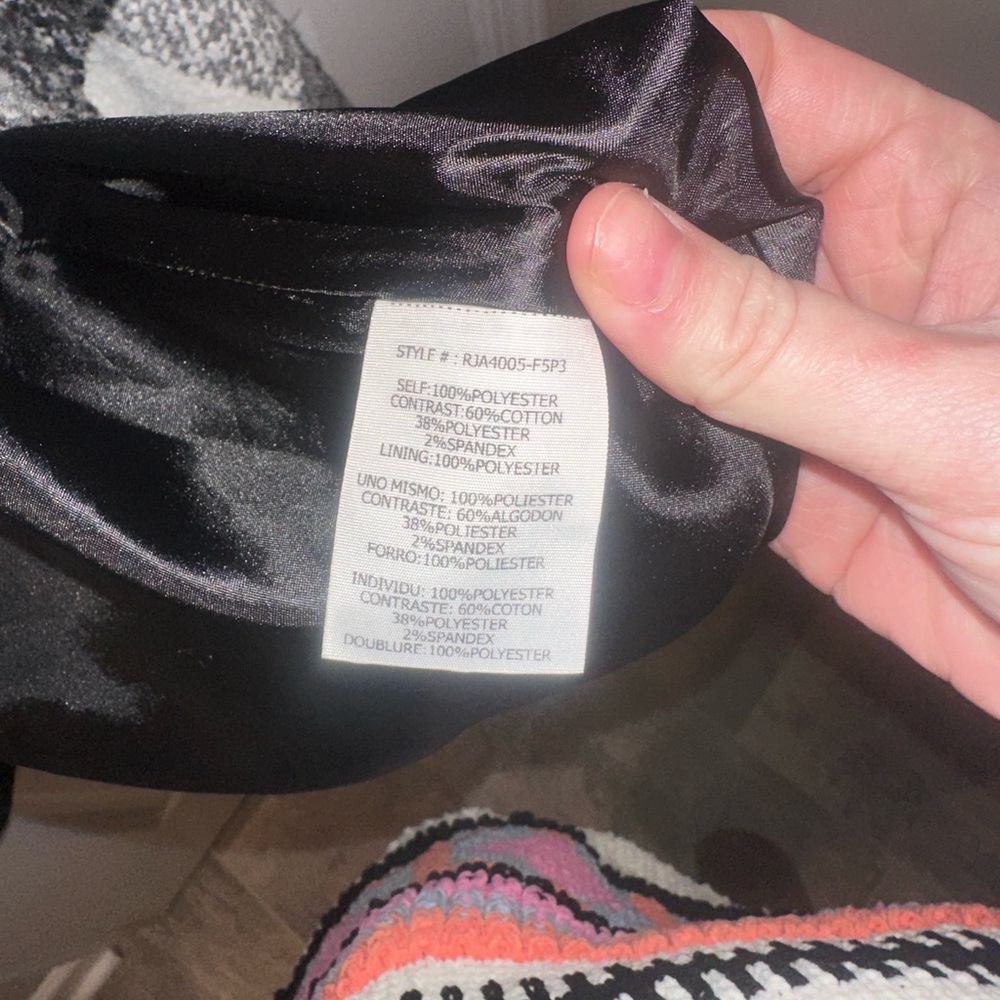 STYLE # : RJA4005-F5P3
SELF:100%POLYESTER
CONTRAST:60%COTTON
38%POLYESTER
2%SPANDEX
LINING:100%POLYESTER
UNO MISMO: 100%POLIESTER
CONTRASTE: 60%ALGODON
38%POLIESTER
2%SPANDEX
FORRO:100%POLIESTER
INDIVIDU: 100%POLYESTER
CONTRASTE: 60%COTON
38%POLYESTER
2%SPANDEX
DOUBLURE:100%POLYESTER